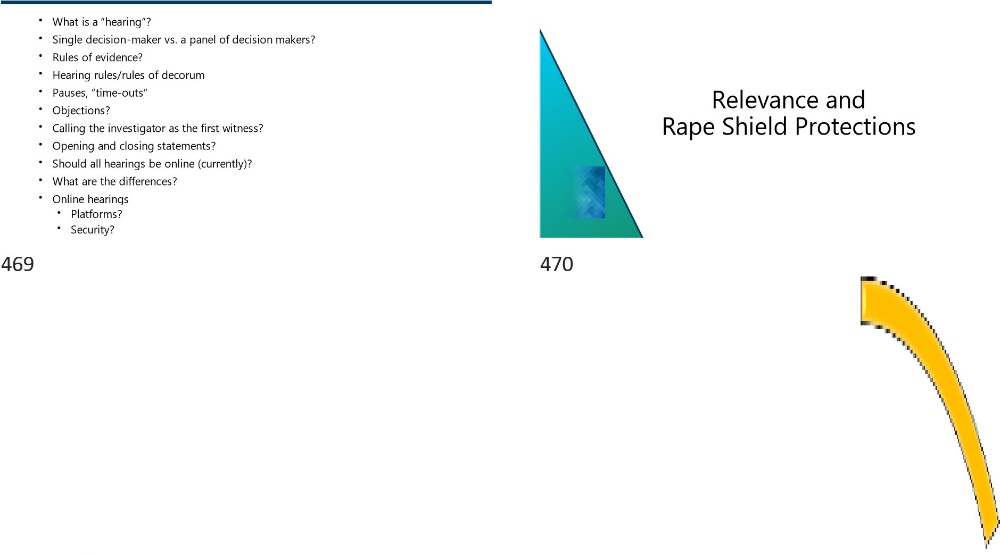 • What is a “hearing”?
• Single decision-maker vs. a panel of decision makers?
• Rules of evidence?
• Hearing rules/rules of decorum
• Pauses, “time-outs”
• Objections?
• Calling the investigator as the first witness?
• Opening and closing statements?
• Should all hearings be online (currently)?
• What are the differences?
• Online hearings
• Platforms?
• Security?
469
Relevance and
Rape Shield Protections
470